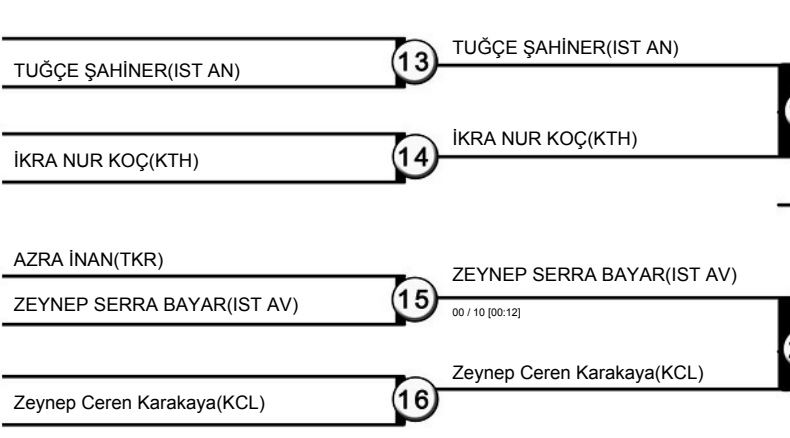 TUĞÇE ŞAHİNER(IST AN)
13
TUĞÇE ŞAHİNER(IST AN)
İKRA NUR KOÇ(KTH)
14
İKRA NUR KOÇ(KTH)
AZRA İNAN(TKR)
ZEYNEP SERRA BAYAR(IST AV)
15
ZEYNEP SERRA BAYAR(IST AV)
00 / 10 [00:12]
Zeynep Ceren Karakaya(KCL)
16
Zeynep Ceren Karakaya(KCL)